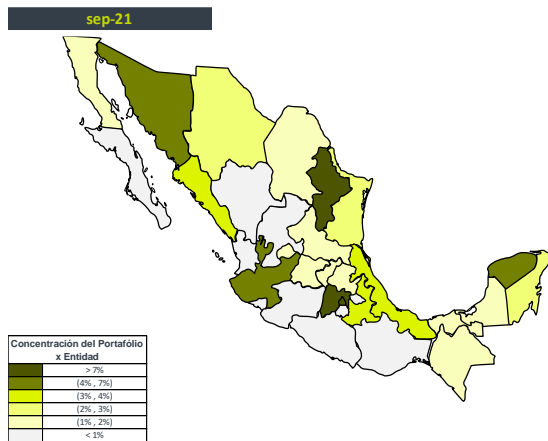 sep-21
Concentración del Portafólio
x Entidad
> 7%
(4% , 7%)
(3% , 4%)
(2% , 3%)
(1% , 2%)
< 1%